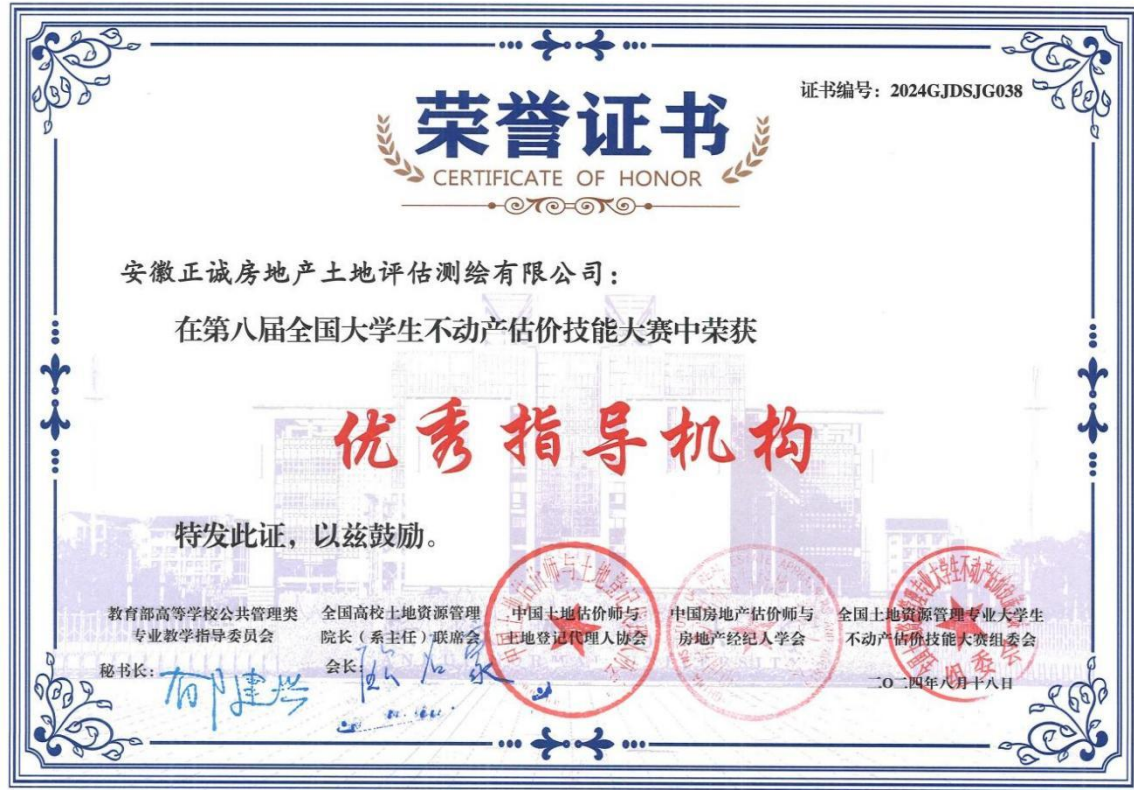 证书编号：2024GJDSJG038
荣誉证书
CERTIFICATE OF HONOR
安徽正诚房地产土地评估测绘有限公司：
在第八届全国大学生不动产估价技能大赛中荣获
优秀指导机构
特发此证，以兹鼓励。
教育部高等学校公共管理类
专业教学指导委员会
秘书长：
全国高校土地资源管理
院长（系主任）联席会
会长：
中国土地估价师与
土地登记代理人协会
中国房地产估价师与
房地产经纪人学会
全国土地资源管理专业大学生
不动产估价技能大赛组委会
二〇二四年八月十八日